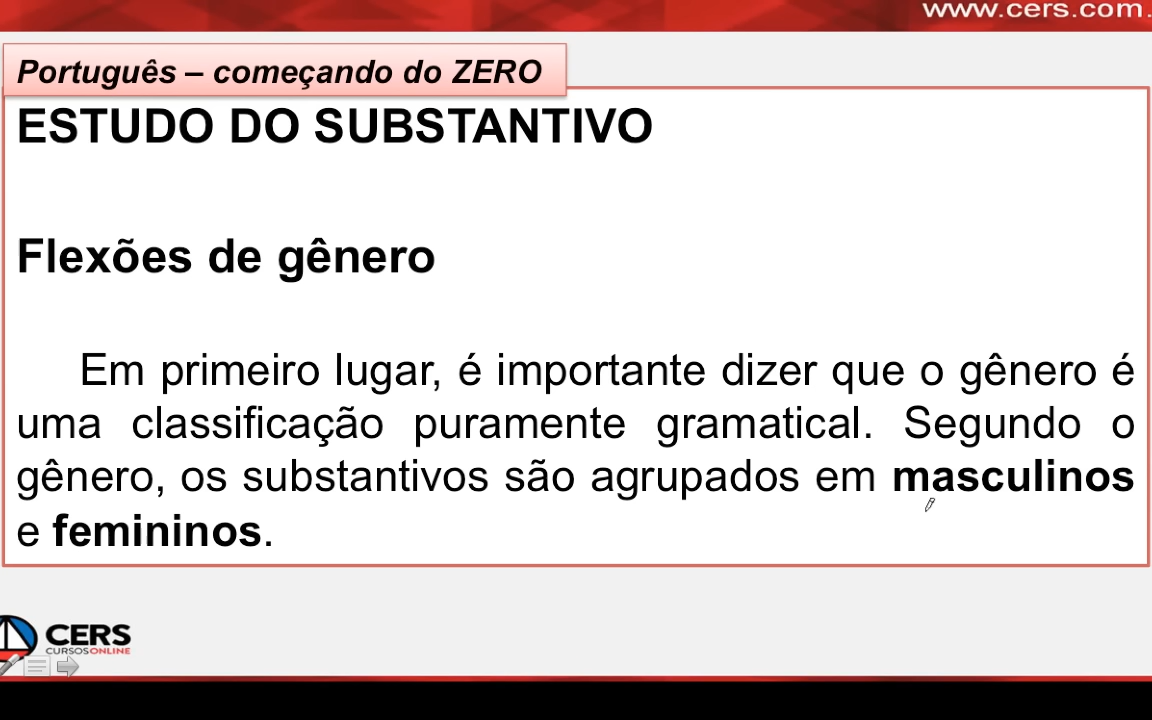 www.cers.com.
Português – começando do ZERO
ESTUDO DO SUBSTANTIVO
Flexões de gênero
Em primeiro lugar, é importante dizer que o gênero é
uma classificação puramente gramatical. Segundo o
gênero, os substantivos são agrupados em masculinos
e femininos.
CERS
CURSOSONLINE